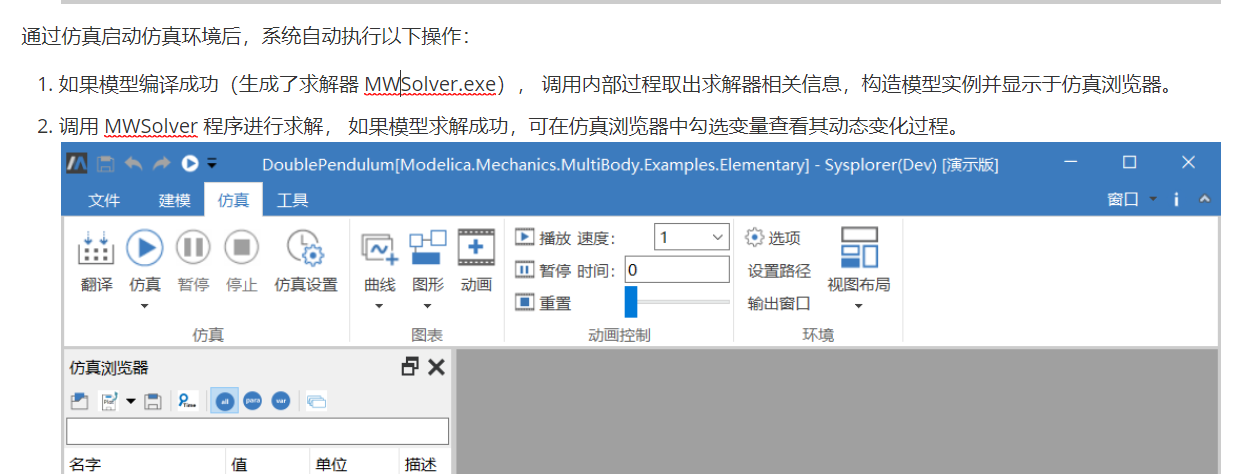 通过仿真启动仿真环境后，系统自动执行以下操作：
1. 如果模型编译成功（生成了求解器 MWSolver.exe）， 调用内部过程取出求解器相关信息，构造模型实例并显示于仿真浏览器。
2. 调用 MWSolver 程序进行求解， 如果模型求解成功，可在仿真浏览器中勾选变量查看其动态变化过程。
DoublePendulum[Modelica.Mechanics.MultiBody.Examples.Elementary] - Sysplorer(Dev) [演示版]
文件 建模 仿真 工具 窗口 i
播放 速度： 1 选项
翻译 仿真 暂停 停止 仿真设置 曲线 图形 动画 暂停 时间： 0 设置路径 视图布局
重置 输出窗口
仿真 图表 动画控制 环境
仿真浏览器
all para var
名字 值 单位 描述